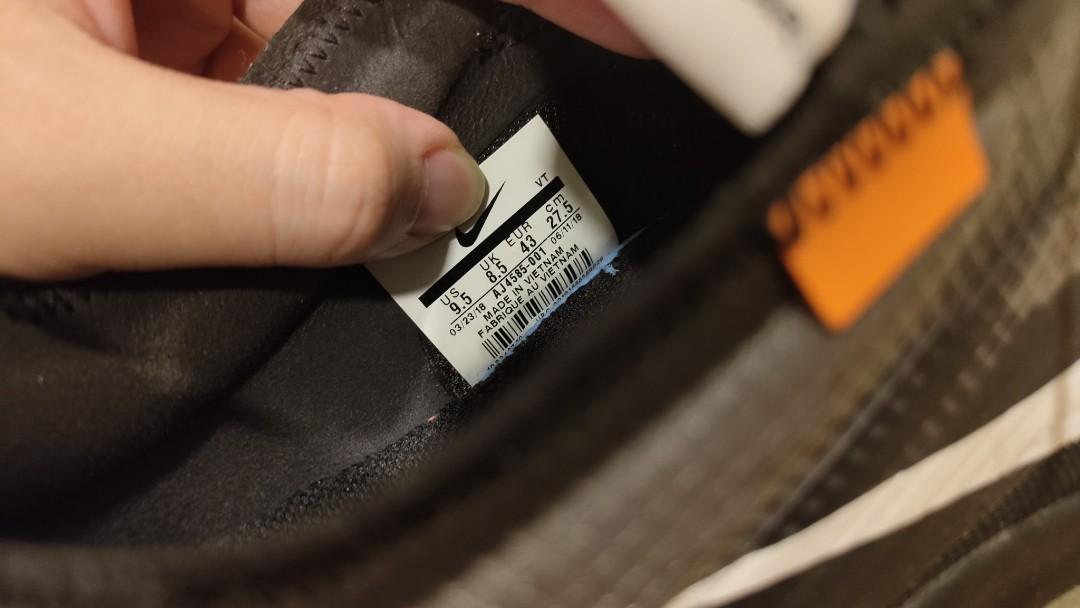 VT
US UK EUR cm
9.5 8.5 43 27.5
03/23/18 AJ4585-001 06/11/18
MADE IN VIETNAM
FABRIQUE AU VIETNAM